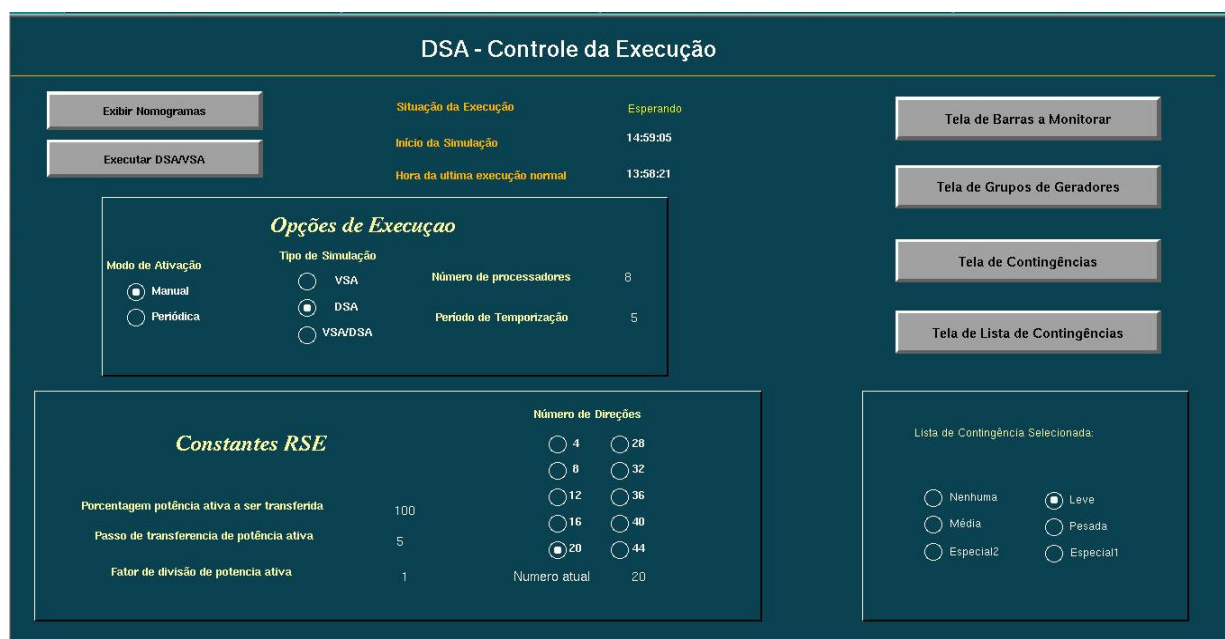 DSA - Controle da Execução
Exibir Nomogramas
Executar DSA/VSA
Situação da Execução Esperando
Início da Simulação 14:59:05
Hora da ultima execução normal 13:58:21
Tela de Barras a Monitorar
Tela de Grupos de Geradores
Tela de Contingências
Tela de Lista de Contingências
Opções de Execuçao
Modo de Ativação
Manual
Periódica
Tipo de Simulação
VSA
DSA
VSA/DSA
Número de processadores 8
Período de Temporização 5
Constantes RSE
Porcentagem potência ativa a ser transferida 100
Passo de transferencia de potência ativa 5
Fator de divisão de potencia ativa 1
Número de Direções
4 28
8 32
12 36
16 40
20 44
Numero atual 20
Lista de Contingência Selecionada:
Nenhuma Leve
Média Pesada
Especial2 Especial1